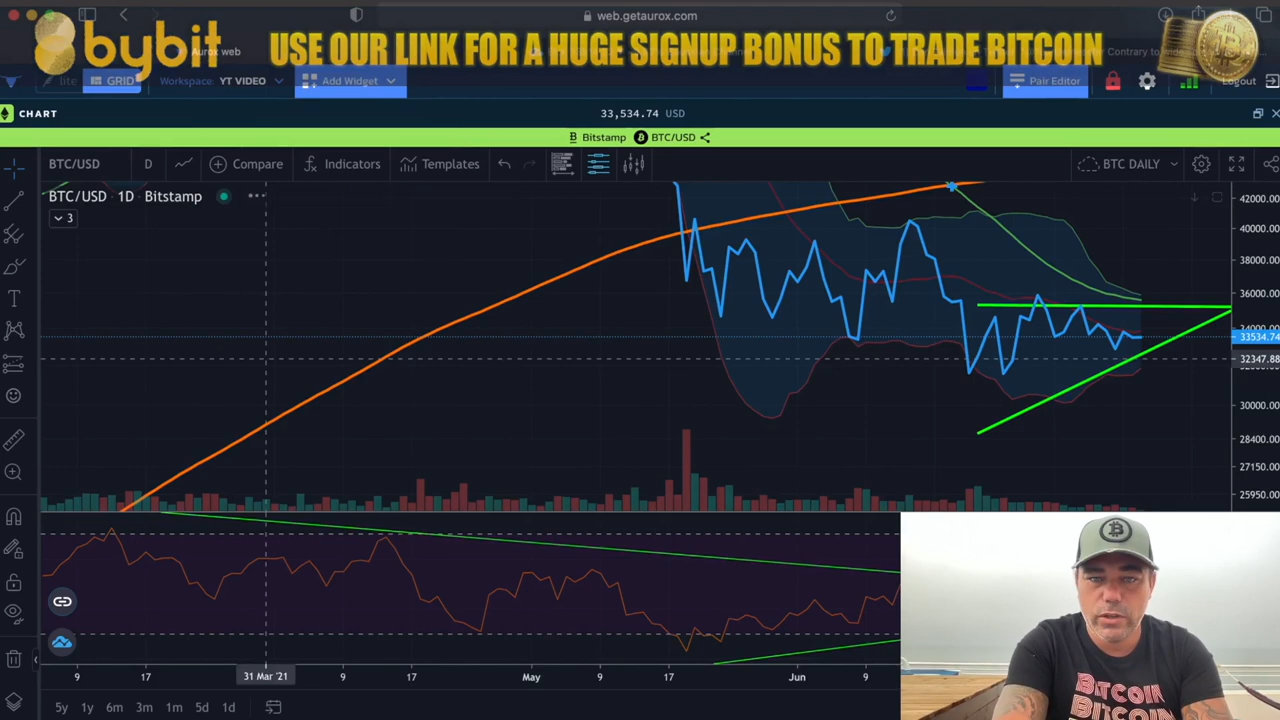 web.getaurox.com
bybit
USE OUR LINK FOR A HUGE SIGNUP BONUS TO TRADE BITCOIN
lite
GRID
Workspace: YT VIDEO
Add Widget
Pair Editor
Logout
CHART
33,534.74 USD
Bitstamp BTC/USD
BTC/USD
D
Compare
Indicators
Templates
BTC DAILY
BTC/USD 1D Bitstamp
3
42000.00
40000.00
38000.00
36000.00
33534.74
32347.88
30000.00
28400.00
27150.00
25950.00
9 17 31 Mar '21 9 17 May 9 17 Jun 9
5y 1y 6m 3m 1m 5d 1d
BITCOIN
BITCOIN